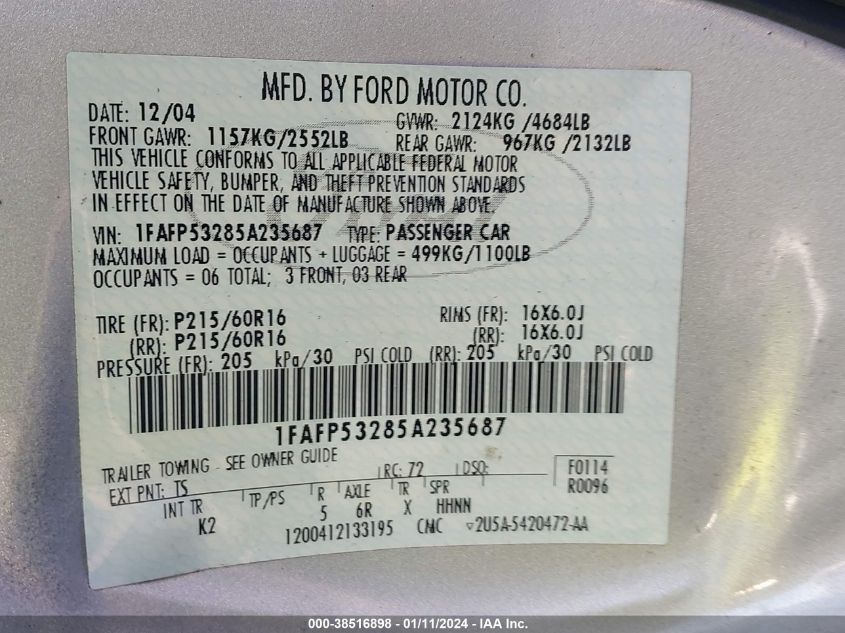 MFD. BY FORD MOTOR CO.
DATE: 12/04 GVWR: 2124KG /4684LB
FRONT GAWR: 1157KG/2552LB REAR GAWR: 967KG /2132LB
THIS VEHICLE CONFORMS TO ALL APPLICABLE FEDERAL MOTOR
VEHICLE SAFETY, BUMPER, AND THEFT PREVENTION STANDARDS
IN EFFECT ON THE DATE OF MANUFACTURE SHOWN ABOVE.
VIN: 1FAFP53285A235687 TYPE: PASSENGER CAR
MAXIMUM LOAD = OCCUPANTS + LUGGAGE = 499KG/1100LB
OCCUPANTS = 06 TOTAL; 3 FRONT, 03 REAR
TIRE (FR): P215/60R16 RIMS (FR): 16X6.0J
(RR): P215/60R16 (RR): 16X6.0J
PRESSURE (FR): 205 kPa/30 PSI COLD (RR): 205 kPa/30 PSI COLD
1FAFP53285A235687
TRAILER TOWING - SEE OWNER GUIDE
EXT PNT: TS RC: 72 DSO: F0114
R0096
INT TR TP/PS R AXLE TR SPR
K2 5 6R X HHNN
1200412133195 CMC ▽2U5A-5420472-AA
000-38516898 - 01/11/2024 - IAA Inc.